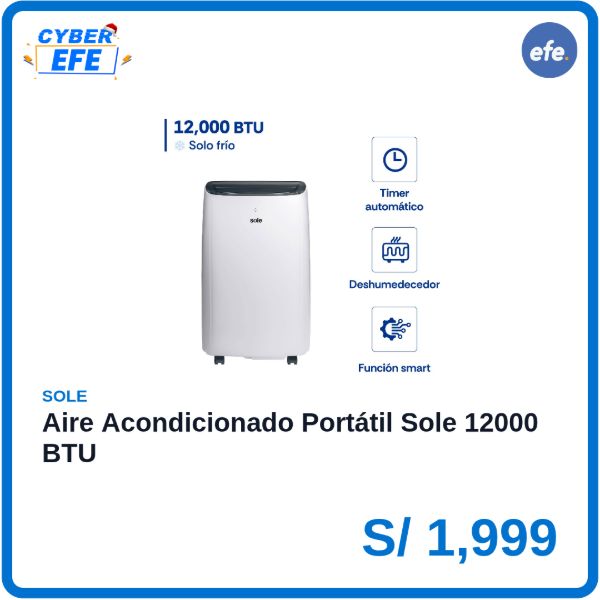 CYBER
EFE
efe.
12,000 BTU
Solo frío
Timer
automático
sole
Deshumedecedor
Función smart
SOLE
Aire Acondicionado Portátil Sole 12000
BTU
S/ 1,999